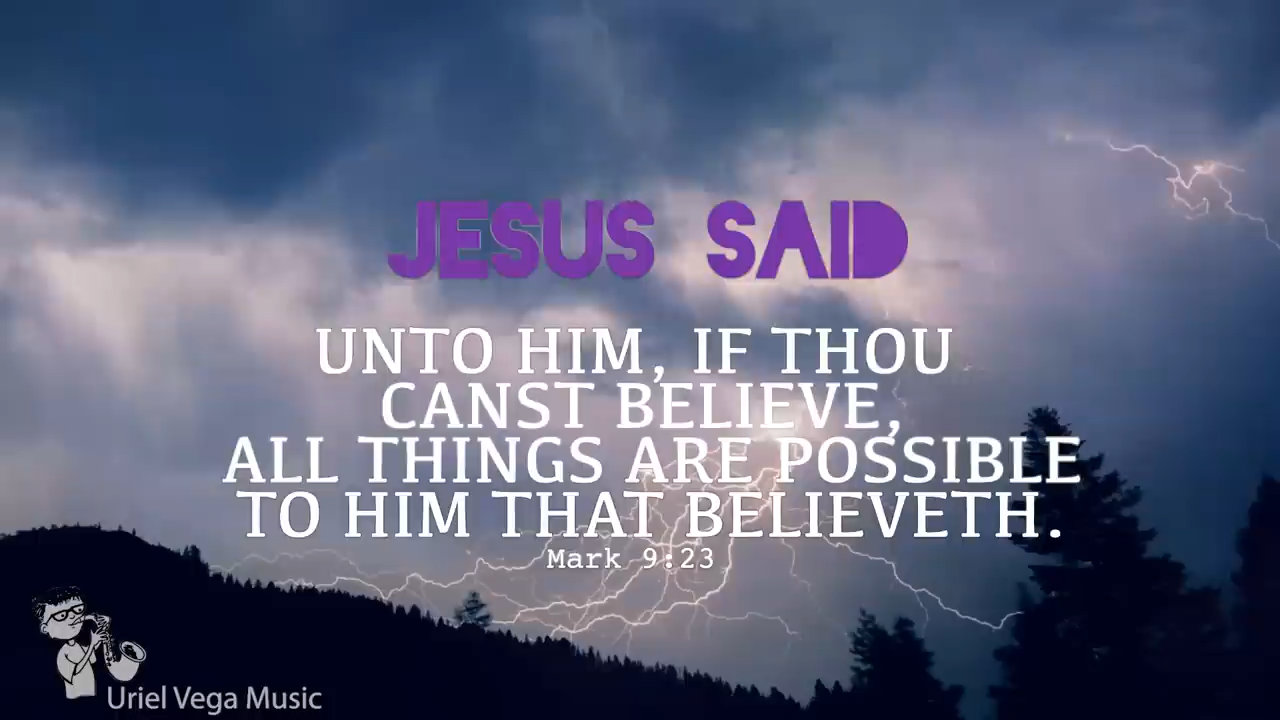 JESUS SAID
UNTO HIM, IF THOU
CANST BELIEVE,
ALL THINGS ARE POSSIBLE
TO HIM THAT BELIEVETH.
Mark 9:23
Uriel Vega Music